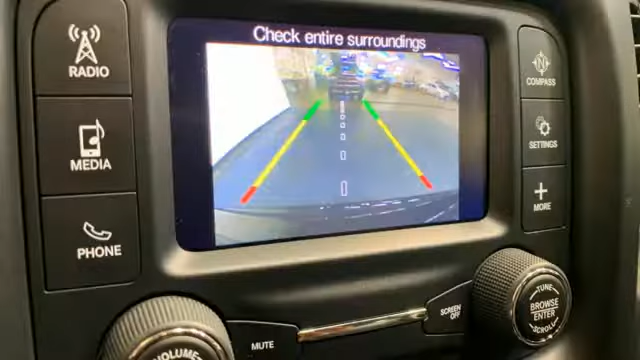 Check entire surroundings
RADIO
MEDIA
PHONE
N
COMPASS
SETTINGS
MORE
VOLUME
MUTE
SCREEN
OFF
TUNE
BROWSE
ENTER
SCROLL